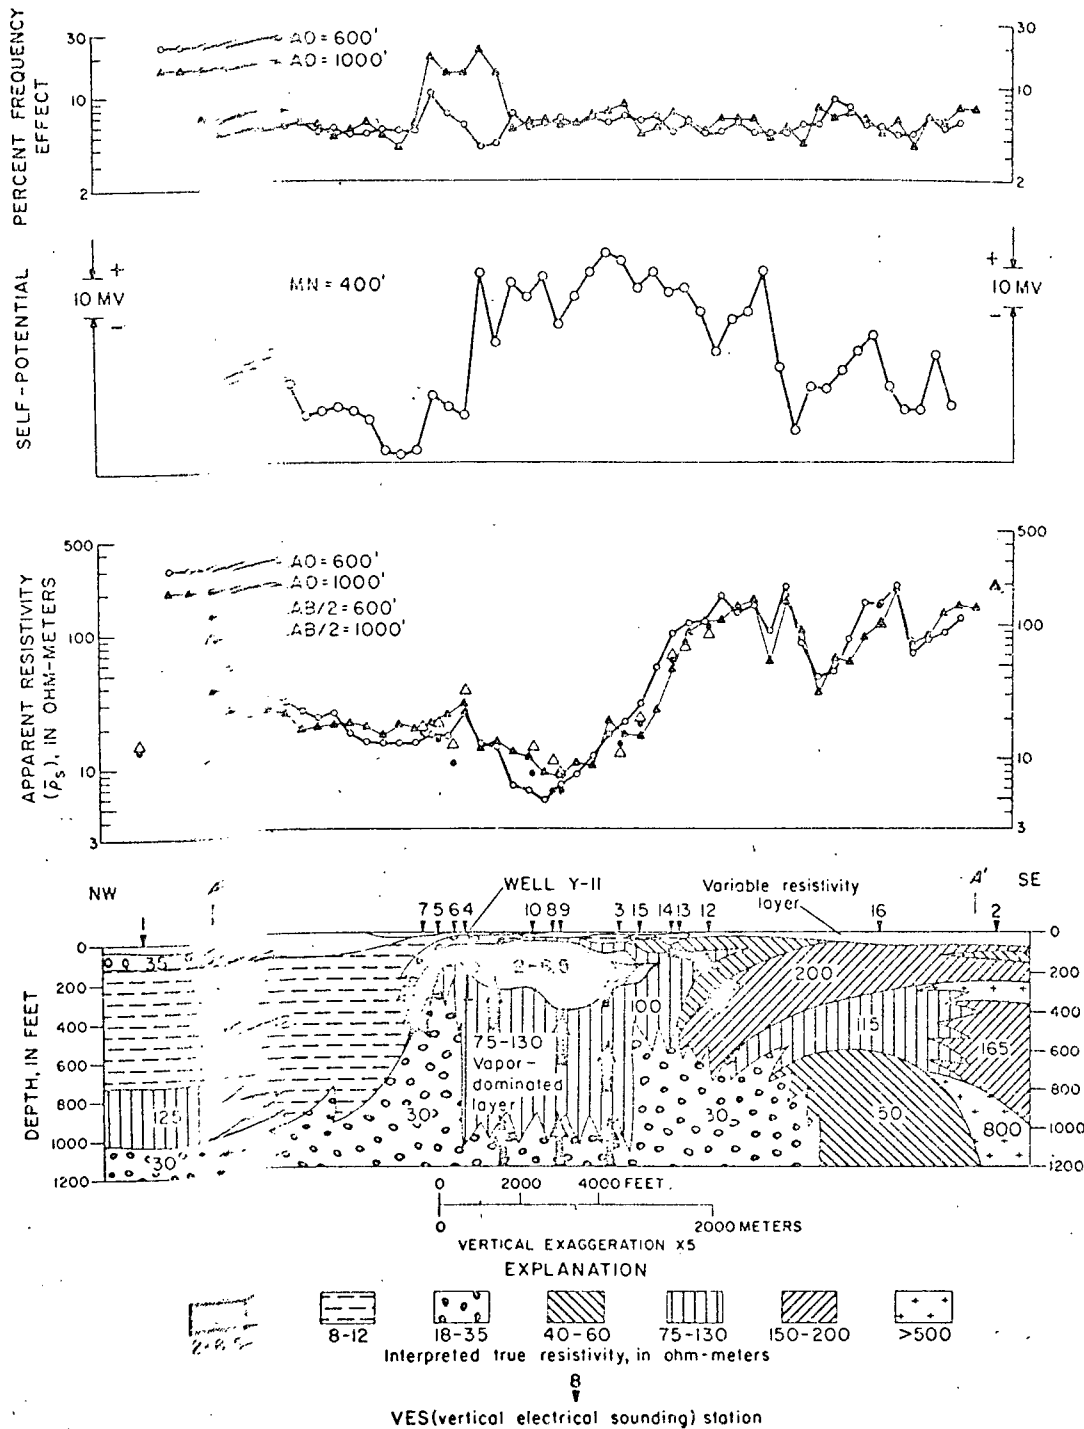 PERCENT FREQUENCY
EFFECT
30
10
2
AO=600'
AO=1000'
30
10
2
SELF-POTENTIAL
+
10 MV
−
MN = 400'
+
10 MV
−
APPARENT RESISTIVITY
(ρ̄s), IN OHM-METERS
500
100
10
3
AO=600'
AO=1000'
AB/2=600'
AB/2=1000'
500
100
10
3
NW
A
WELL Y-11
Variable resistivity
layer
A'
SE
1
7 5 6 4
10 8 9
3 15 14 13 12
16
2
DEPTH, IN FEET
0
200
400
600
800
1000
1200
0
200
400
600
800
1000
1200
35
125
30
30
75-130
Vapor-
dominated
layer
100
30
200
115
50
165
800
0 2000 4000 FEET
0 2000 METERS
VERTICAL EXAGGERATION X5
EXPLANATION
8-12 18-35 40-60 75-130 150-200 >500
Interpreted true resistivity, in ohm-meters
8
VES(vertical electrical sounding) station